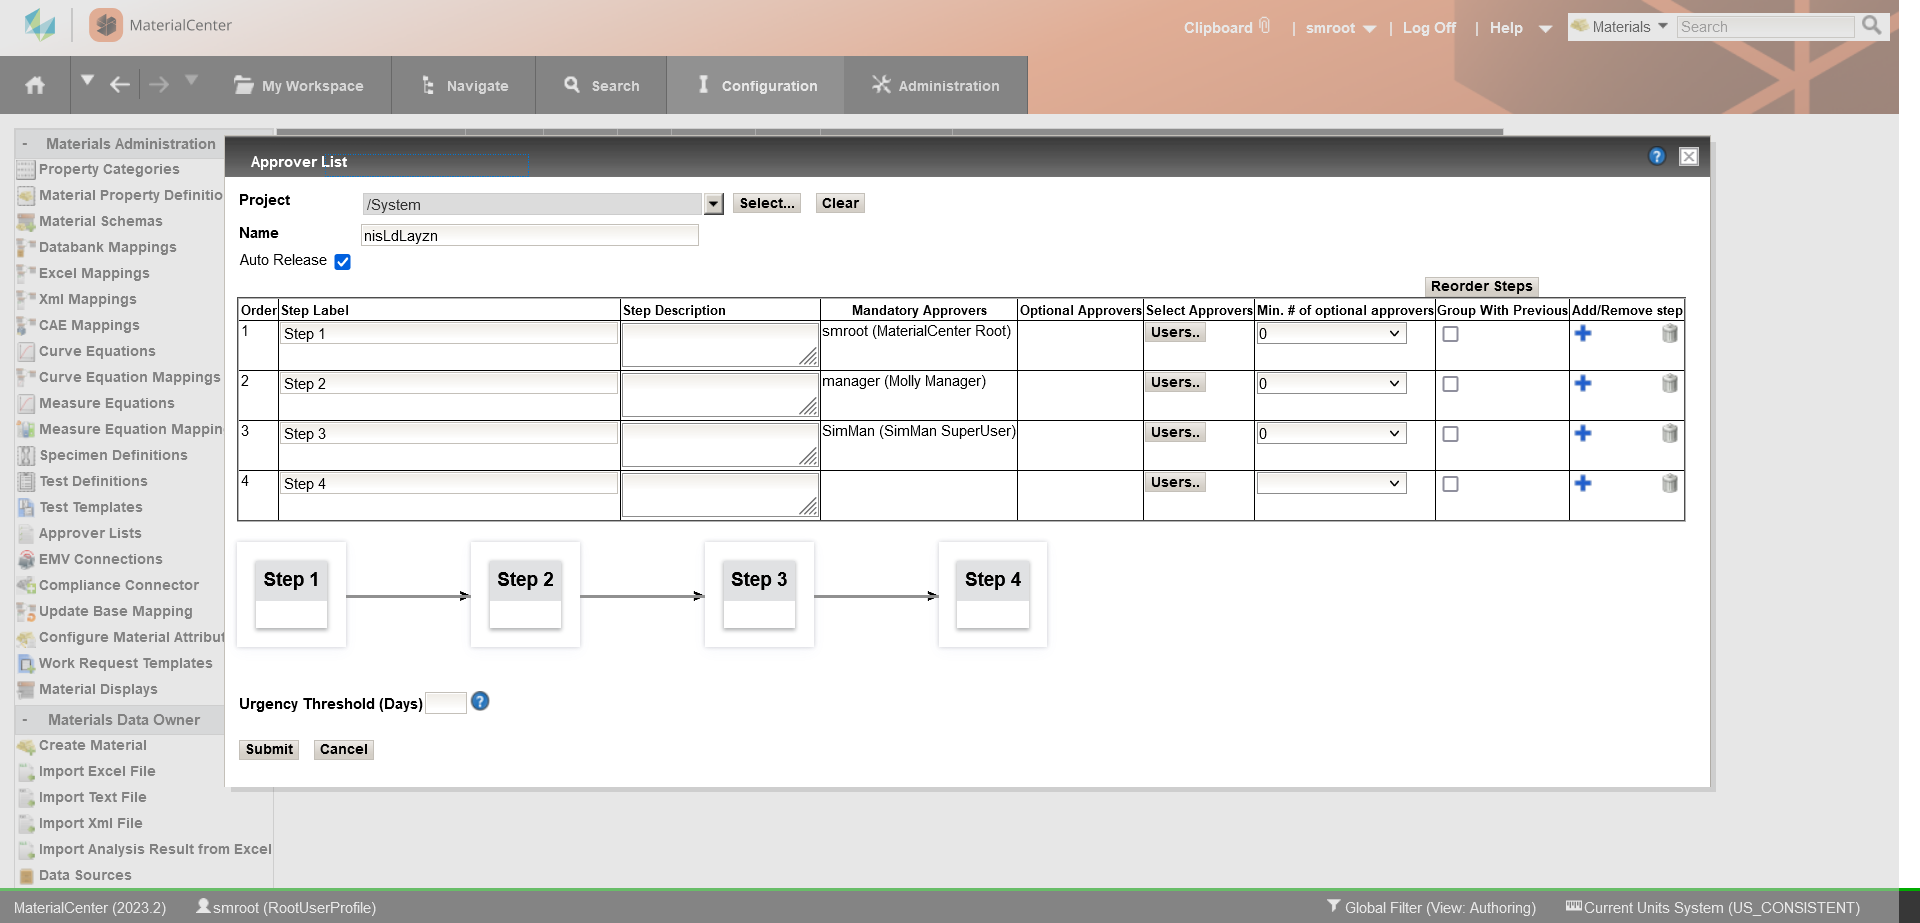 MaterialCenter
Clipboard | smroot | Log Off | Help Materials Search
My Workspace Navigate Search Configuration Administration
- Materials Administration
Property Categories
Material Property Definitio
Material Schemas
Databank Mappings
Excel Mappings
Xml Mappings
CAE Mappings
Curve Equations
Curve Equation Mappings
Measure Equations
Measure Equation Mappin
Specimen Definitions
Test Definitions
Test Templates
Approver Lists
EMV Connections
Compliance Connector
Update Base Mapping
Configure Material Attribut
Work Request Templates
Material Displays
- Materials Data Owner
Create Material
Import Excel File
Import Text File
Import Xml File
Import Analysis Result from Excel
Data Sources
Approver List ?
Project /System Select... Clear
Name nisLdLayzn
Auto Release
Reorder Steps
Order Step Label Step Description Mandatory Approvers Optional Approvers Select Approvers Min. # of optional approvers Group With Previous Add/Remove step
1 Step 1 smroot (MaterialCenter Root) Users.. 0
2 Step 2 manager (Molly Manager) Users.. 0
3 Step 3 SimMan (SimMan SuperUser) Users.. 0
4 Step 4 Users..
Step 1 Step 2 Step 3 Step 4
Urgency Threshold (Days) ?
Submit Cancel
MaterialCenter (2023.2) smroot (RootUserProfile) Global Filter (View: Authoring) Current Units System (US_CONSISTENT)